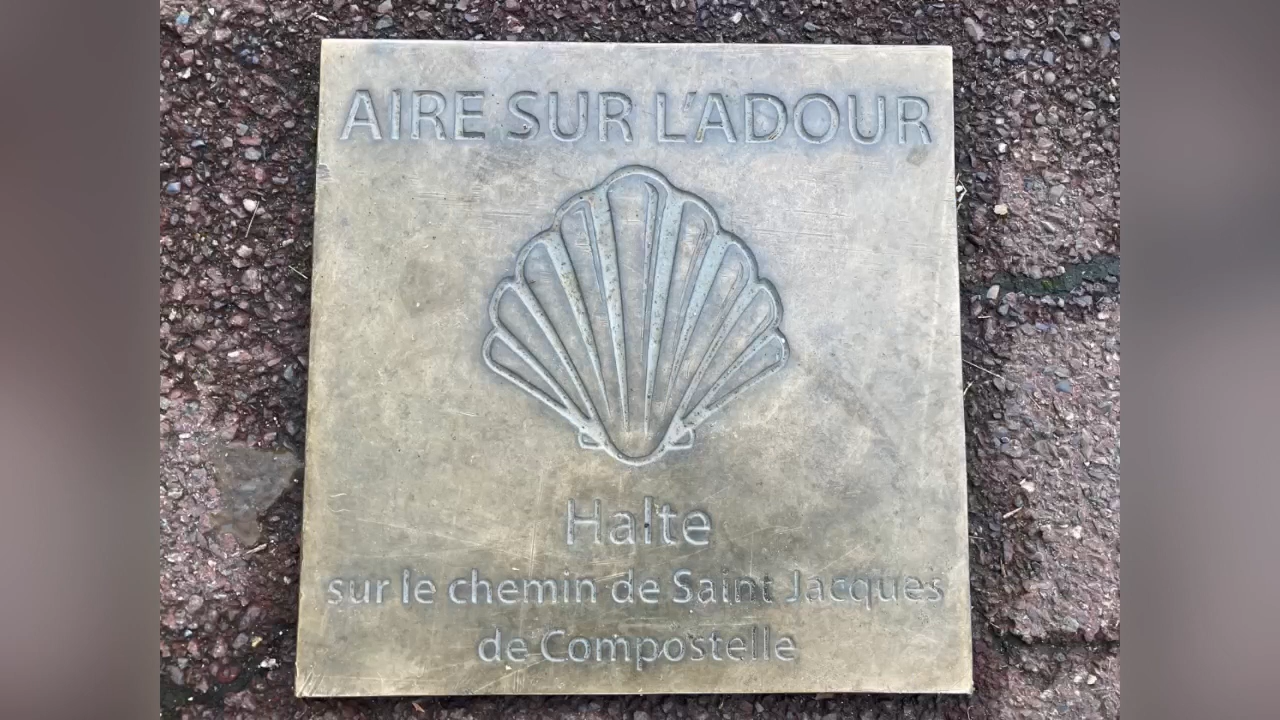 AIRE SUR L'ADOUR
Halte
sur le chemin de Saint Jacques
de Compostelle